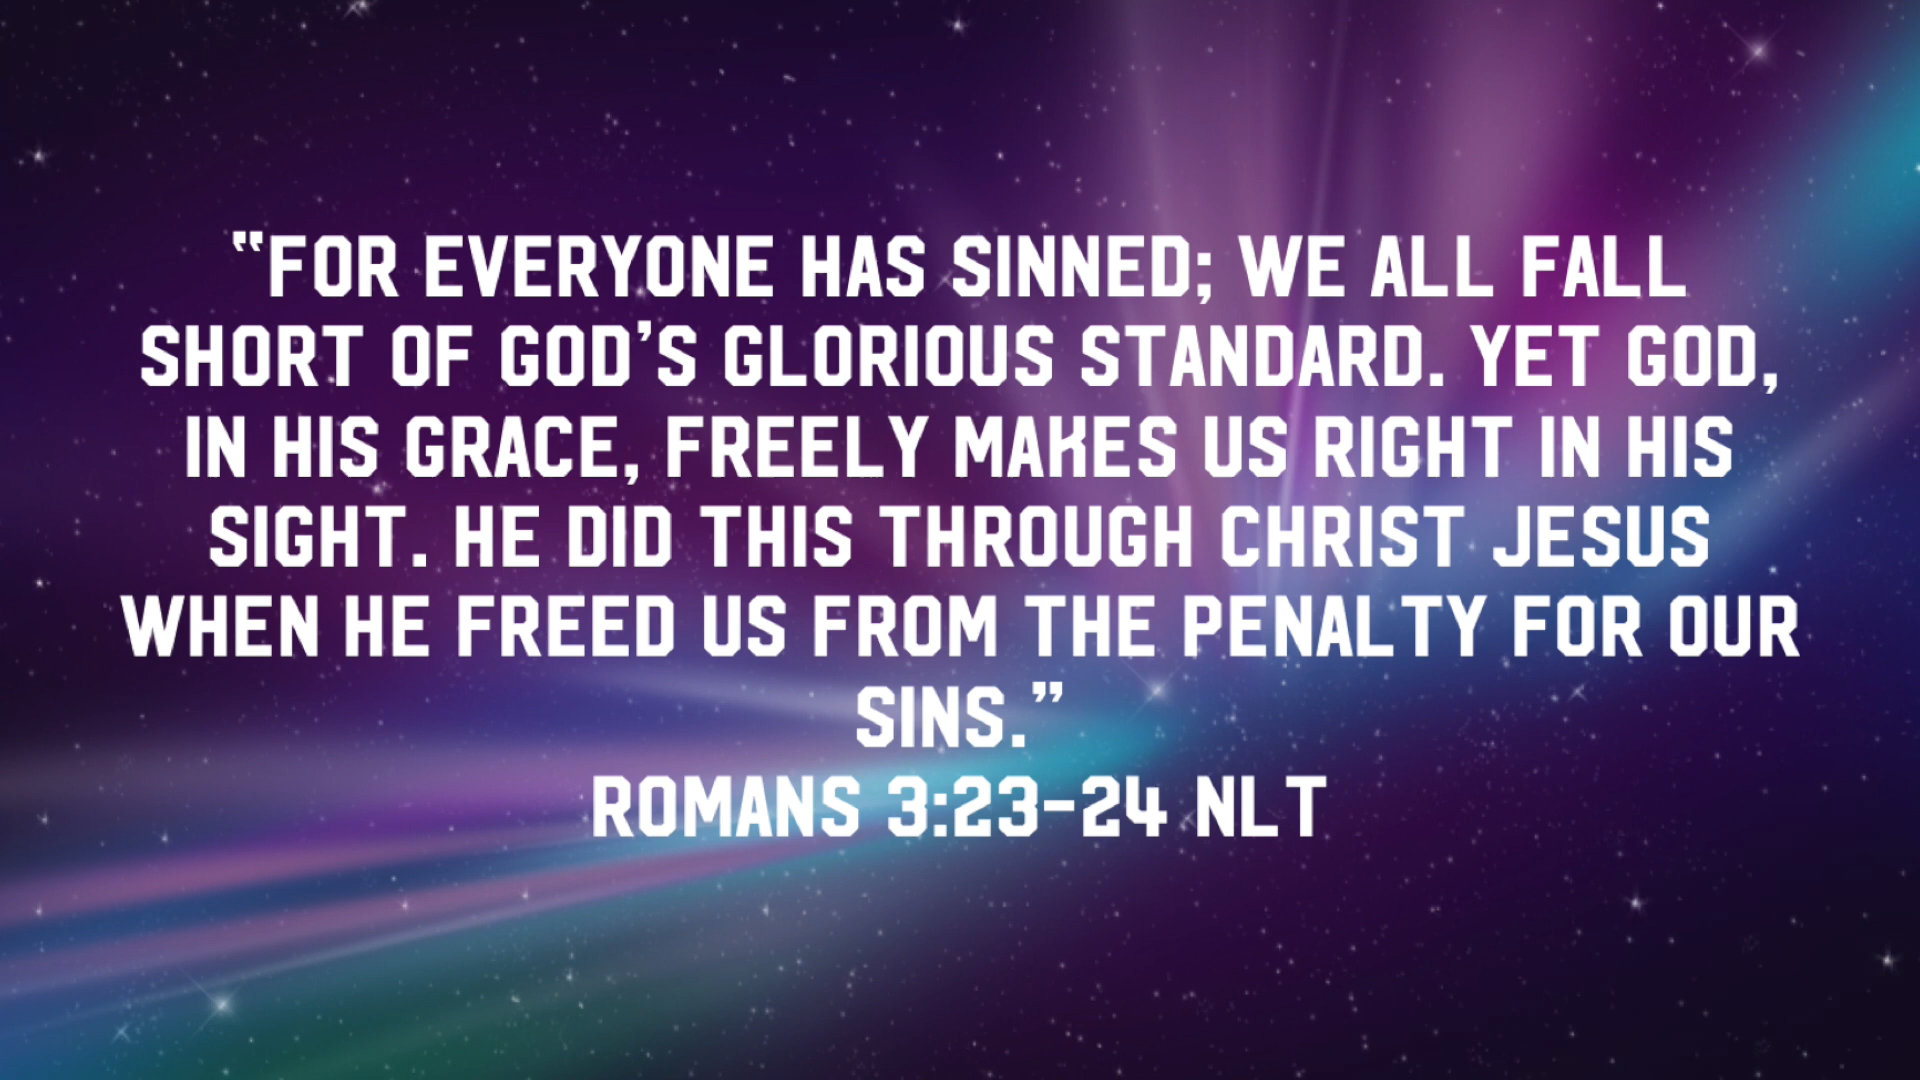 “FOR EVERYONE HAS SINNED; WE ALL FALL
SHORT OF GOD’S GLORIOUS STANDARD. YET GOD,
IN HIS GRACE, FREELY MAKES US RIGHT IN HIS
SIGHT. HE DID THIS THROUGH CHRIST JESUS
WHEN HE FREED US FROM THE PENALTY FOR OUR
SINS.”
ROMANS 3:23-24 NLT